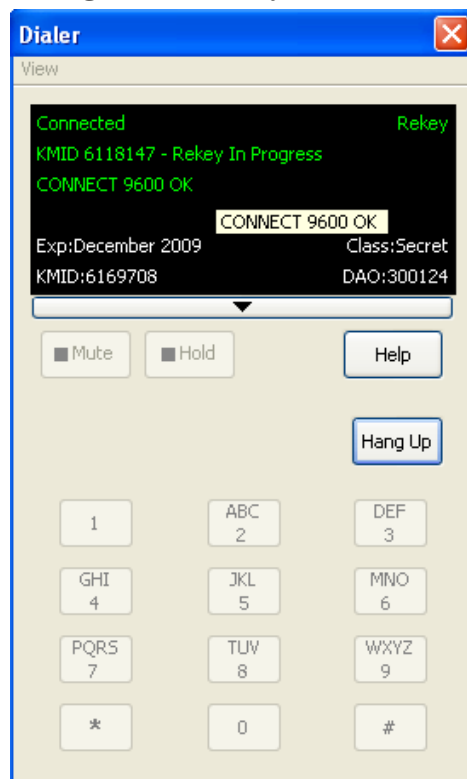 Dialer
View
Connected Rekey
KMID 6118147 - Rekey In Progress
CONNECT 9600 OK
CONNECT 9600 OK
Exp:December 2009 Class:Secret
KMID:6169708 DAO:300124
Mute Hold Help
Hang Up
1 ABC 2 DEF 3
GHI 4 JKL 5 MNO 6
PQRS 7 TUV 8 WXYZ 9
* 0 #